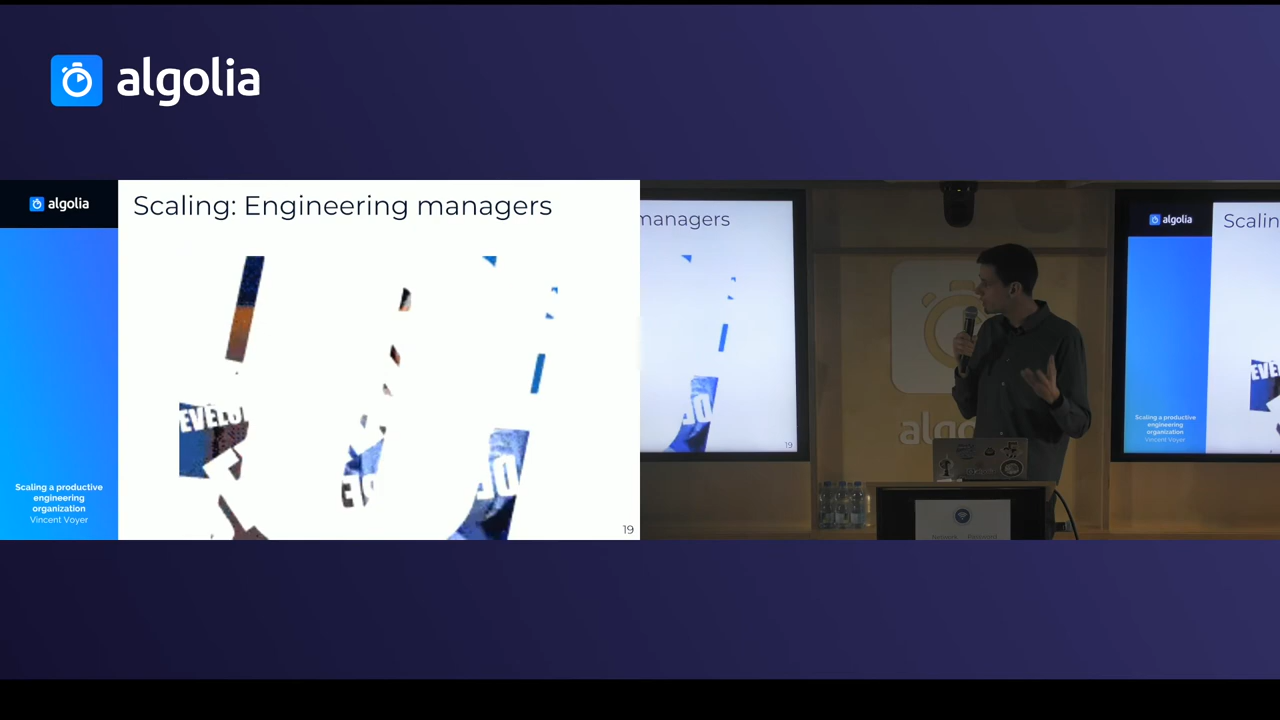 algolia
algolia
Scaling: Engineering managers
Scaling a productive
engineering
organization
Vincent Voyer
19
managers
19
algolia
Scalin
Scaling a productive
engineering
organization
Vincent Voyer